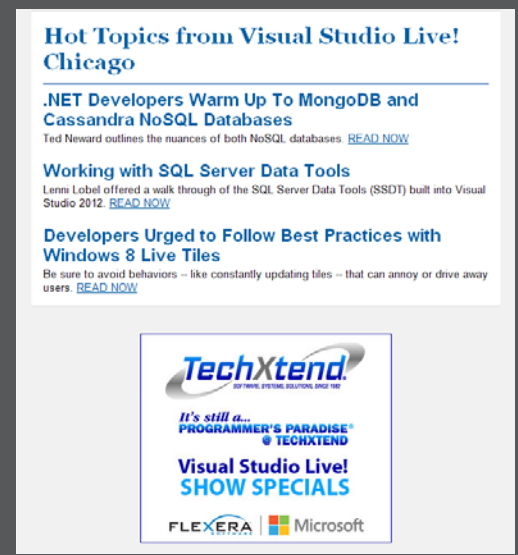 Hot Topics from Visual Studio Live!
Chicago
.NET Developers Warm Up To MongoDB and
Cassandra NoSQL Databases
Ted Neward outlines the nuances of both NoSQL databases. READ NOW
Working with SQL Server Data Tools
Lenni Lobel offered a walk through of the SQL Server Data Tools (SSDT) built into Visual
Studio 2012. READ NOW
Developers Urged to Follow Best Practices with
Windows 8 Live Tiles
Be sure to avoid behaviors -- like constantly updating tiles -- that can annoy or drive away
users. READ NOW
TechXtend.
SOFTWARE, SYSTEMS, SOLUTIONS, SINCE 1982
It's still a...
PROGRAMMER'S PARADISE®
@ TECHXTEND
Visual Studio Live!
SHOW SPECIALS
FLEXERA | Microsoft
SOFTWARE